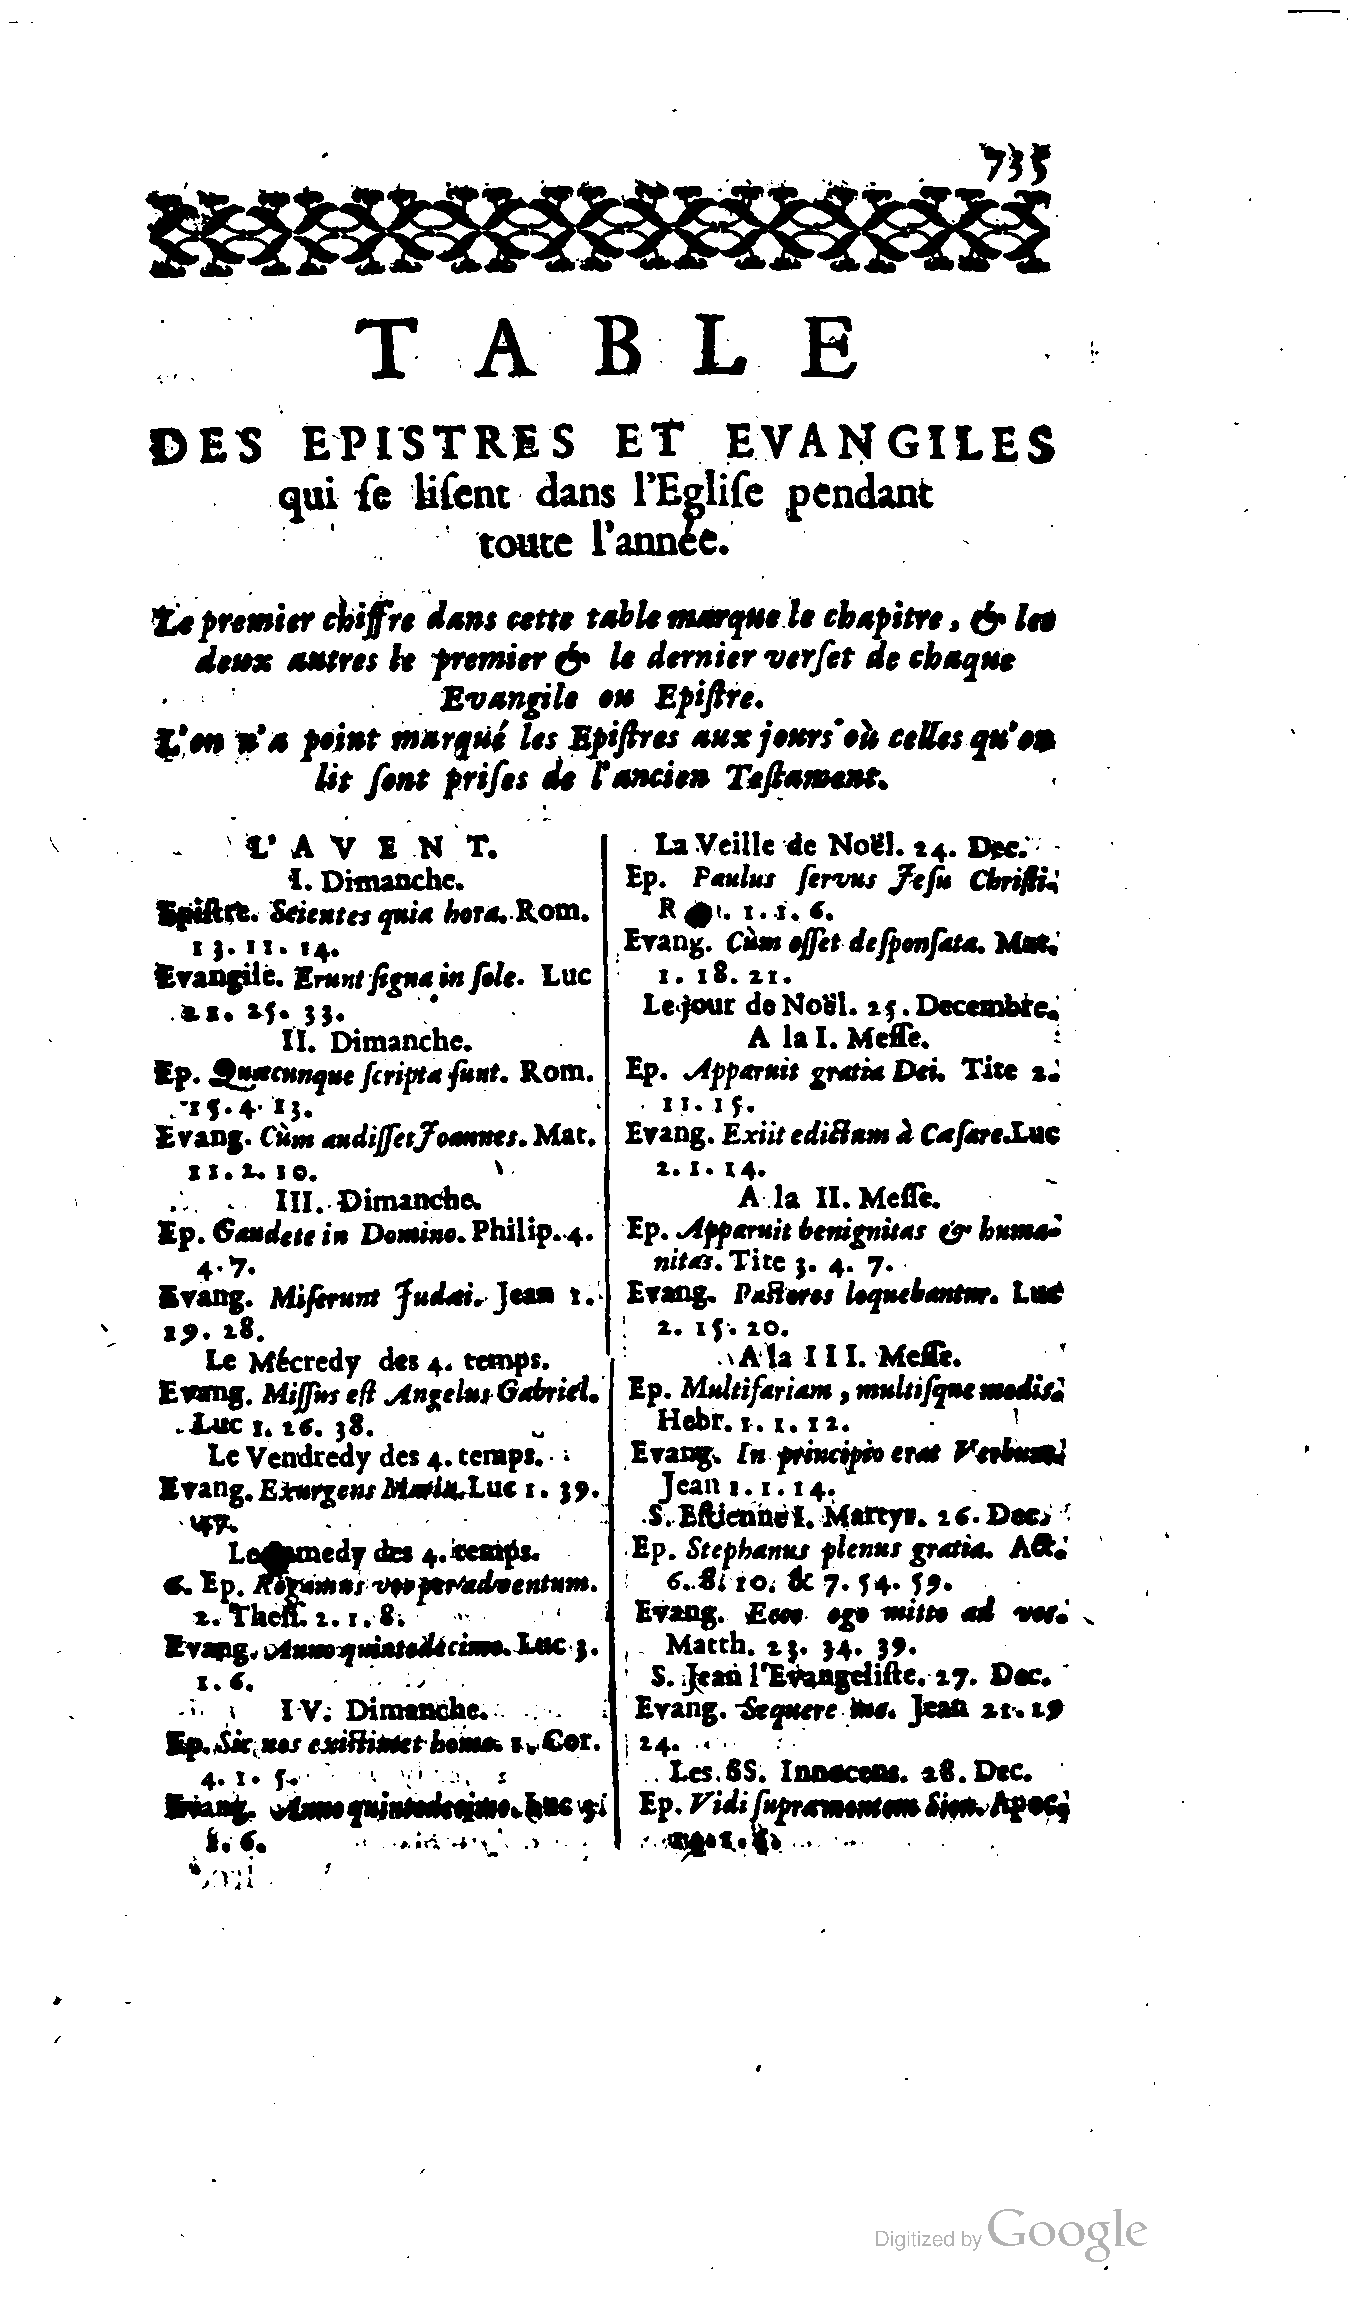 735
TABLE
DES EPISTRES ET EVANGILES
qui ſe liſent dans l'Egliſe pendant
toute l'année.
Le premier chiffre dans cette table marque le chapitre, & les
deux autres le premier & le dernier verſet de chaque
Evangile ou Epiſtre.
L'on n'a point marqué les Epiſtres aux jours où celles qu'on
lit ſont priſes de l'ancien Teſtament.
L'AVENT.
I. Dimanche.
Epiſtre. Scientes quia hora. Rom.
13. 11. 14.
Evangile. Erunt ſigna in ſole. Luc
21. 25. 33.
II. Dimanche.
Ep. Quæcunque ſcripta ſunt. Rom.
15. 4. 13.
Evang. Cùm audiſſet Joannes. Mat.
11. 2. 10.
III. Dimanche.
Ep. Gaudete in Domino. Philip. 4.
4. 7.
Evang. Miſerunt Judæi. Jean 1.
19. 28.
Le Mécredy des 4. temps.
Evang. Miſſus eſt Angelus Gabriel.
Luc 1. 26. 38.
Le Vendredy des 4. temps.
Evang. Exurgens Maria. Luc 1. 39.
47.
Le Samedy des 4. temps.
6. Ep. Rogamus vos per adventum.
2. Theſſ. 2. 1. 8.
Evang. Anno quintodecimo. Luc 3.
1. 6.
IV. Dimanche.
Ep. Sic nos exiſtimet homo. 1. Cor.
4. 1. 5.
Evang. Anno quintodecimo. Luc 3.
1. 6.
La Veille de Noël. 24. Dec.
Ep. Paulus ſervus Jeſu Chriſti.
1. 1. 6.
Evang. Cùm eſſet deſponſata. Mat.
1. 18. 21.
Le jour de Noël. 25. Decembre.
A la I. Meſſe.
Ep. Apparuit gratia Dei. Tite 2.
11. 15.
Evang. Exiit edictum à Cæſare. Luc
2. 1. 14.
A la II. Meſſe.
Ep. Apparuit benignitas & huma-
nitas. Tite 3. 4. 7.
Evang. Paſtores loquebantur. Luc
2. 15. 20.
A la III. Meſſe.
Ep. Multifariam, multiſque modis.
Hebr. 1. 1. 12.
Evang. In principio erat Verbum.
Jean 1. 1. 14.
S. Eſtienne I. Martyr. 26. Dec.
Ep. Stephanus plenus gratia. Act.
6. 8. 10. & 7. 54. 59.
Evang. Ecce ego mitto ad vos.
Matth. 23. 34. 39.
S. Jean l'Evangeliſte. 27. Dec.
Evang. Sequere me. Jean 21. 19
24.
Les SS. Innocens. 28. Dec.
Ep. Vidi ſupra montem Sion. Apoc.
14. 1.
Digitized by Google